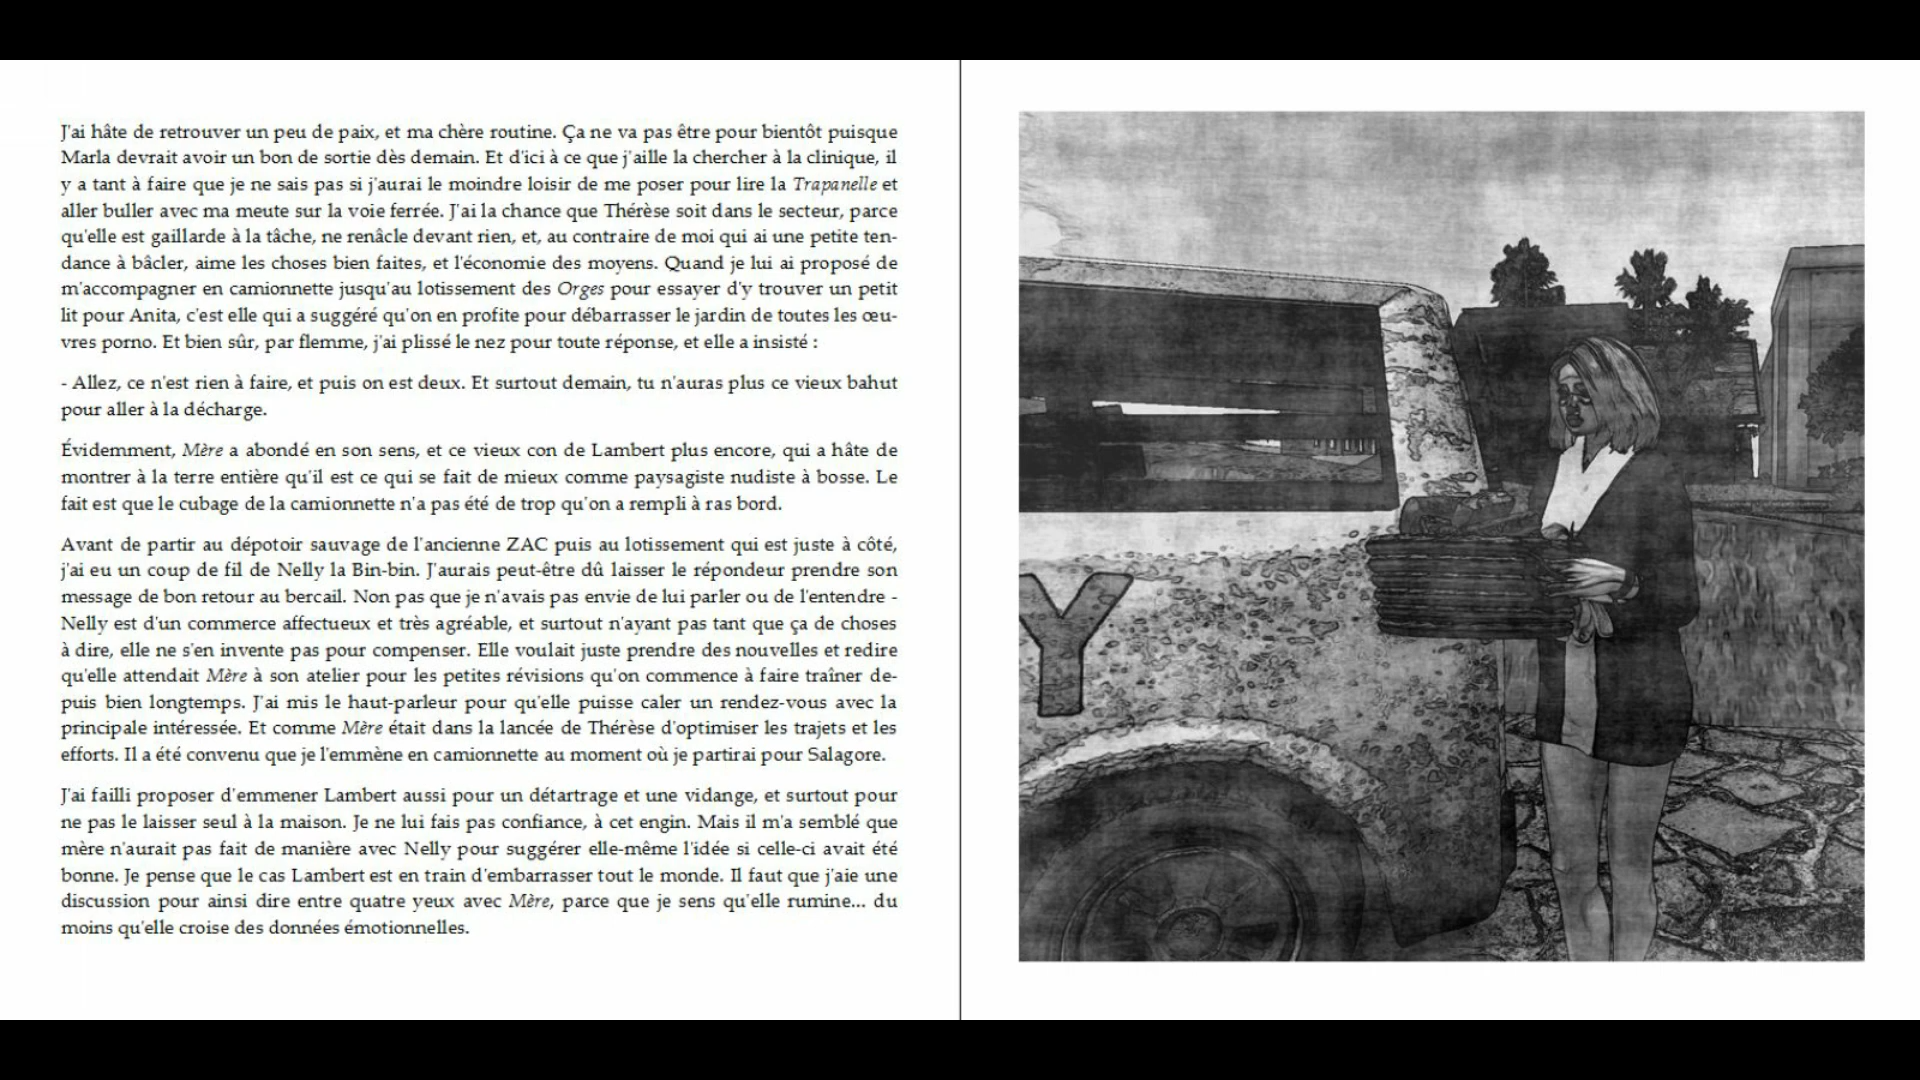 J'ai hâte de retrouver un peu de paix, et ma chère routine. Ça ne va pas être pour bientôt puisque
Marla devrait avoir un bon de sortie dès demain. Et d'ici à ce que j'aille la chercher à la clinique, il
y a tant à faire que je ne sais pas si j'aurai le moindre loisir de me poser pour lire la Trapanelle et
aller buller avec ma meute sur la voie ferrée. J'ai la chance que Thérèse soit dans le secteur, parce
qu'elle est gaillarde à la tâche, ne renâcle devant rien, et, au contraire de moi qui ai une petite ten-
dance à bâcler, aime les choses bien faites, et l'économie des moyens. Quand je lui ai proposé de
m'accompagner en camionnette jusqu'au lotissement des Orges pour essayer d'y trouver un petit
lit pour Anita, c'est elle qui a suggéré qu'on en profite pour débarrasser le jardin de toutes les œu-
vres porno. Et bien sûr, par flemme, j'ai plissé le nez pour toute réponse, et elle a insisté :
- Allez, ce n'est rien à faire, et puis on est deux. Et surtout demain, tu n'auras plus ce vieux bahut
pour aller à la décharge.
Évidemment, Mère a abondé en son sens, et ce vieux con de Lambert plus encore, qui a hâte de
montrer à la terre entière qu'il est ce qui se fait de mieux comme paysagiste nudiste à bosse. Le
fait est que le cubage de la camionnette n'a pas été de trop qu'on a rempli à ras bord.
Avant de partir au dépotoir sauvage de l'ancienne ZAC puis au lotissement qui est juste à côté,
j'ai eu un coup de fil de Nelly la Bin-bin. J'aurais peut-être dû laisser le répondeur prendre son
message de bon retour au bercail. Non pas que je n'avais pas envie de lui parler ou de l'entendre -
Nelly est d'un commerce affectueux et très agréable, et surtout n'ayant pas tant que ça de choses
à dire, elle ne s'en invente pas pour compenser. Elle voulait juste prendre des nouvelles et redire
qu'elle attendait Mère à son atelier pour les petites révisions qu'on commence à faire traîner de-
puis bien longtemps. J'ai mis le haut-parleur pour qu'elle puisse caler un rendez-vous avec la
principale intéressée. Et comme Mère était dans la lancée de Thérèse d'optimiser les trajets et les
efforts. Il a été convenu que je l'emmène en camionnette au moment où je partirai pour Salagore.
J'ai failli proposer d'emmener Lambert aussi pour un détartrage et une vidange, et surtout pour
ne pas le laisser seul à la maison. Je ne lui fais pas confiance, à cet engin. Mais il m'a semblé que
mère n'aurait pas fait de manière avec Nelly pour suggérer elle-même l'idée si celle-ci avait été
bonne. Je pense que le cas Lambert est en train d'embarrasser tout le monde. Il faut que j'aie une
discussion pour ainsi dire entre quatre yeux avec Mère, parce que je sens qu'elle rumine... du
moins qu'elle croise des données émotionnelles.
Y